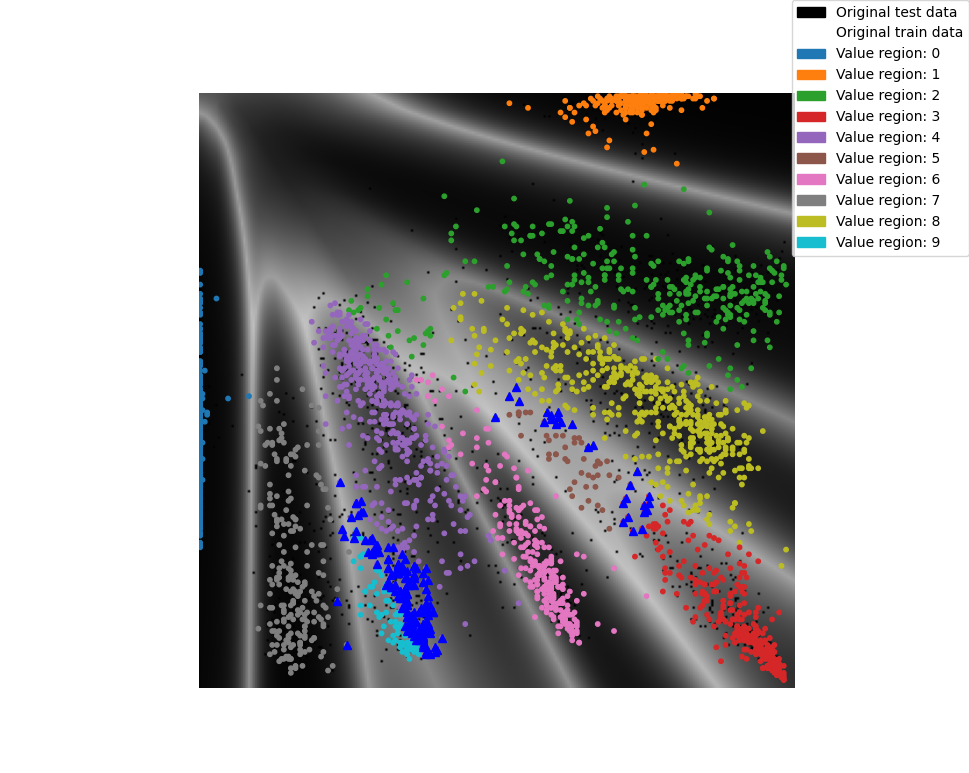 Original test data
Original train data
Value region: 0
Value region: 1
Value region: 2
Value region: 3
Value region: 4
Value region: 5
Value region: 6
Value region: 7
Value region: 8
Value region: 9